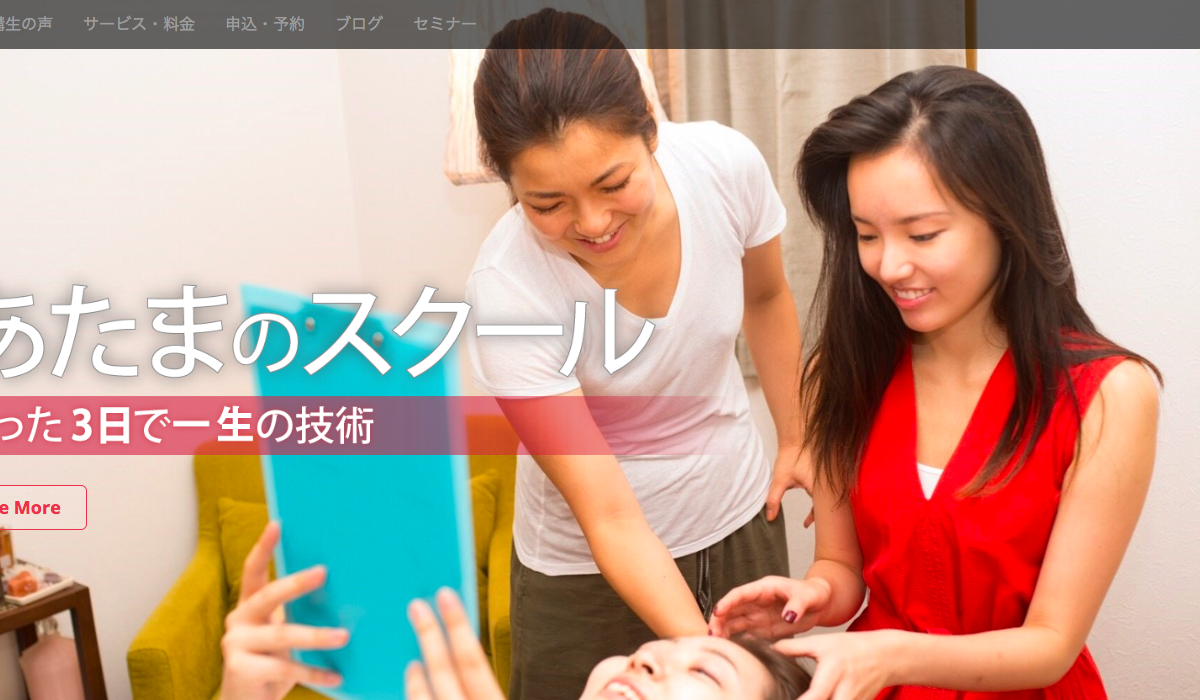 生の声 サービス・料金 申込・予約 ブログ セミナー
あたまのスクール
った 3日で一生の技術
e More